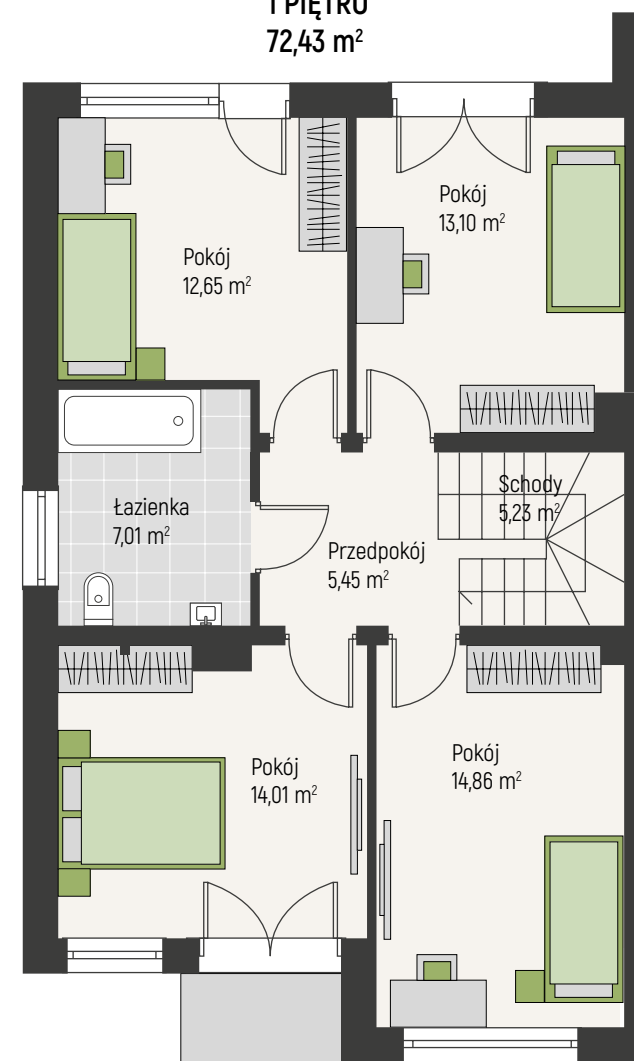 1 PIĘTRO
72,43 m²
Pokój
13,10 m²
Pokój
12,65 m²
Schody
5,23 m²
Łazienka
7,01 m²
Przedpokój
5,45 m²
Pokój
14,01 m²
Pokój
14,86 m²